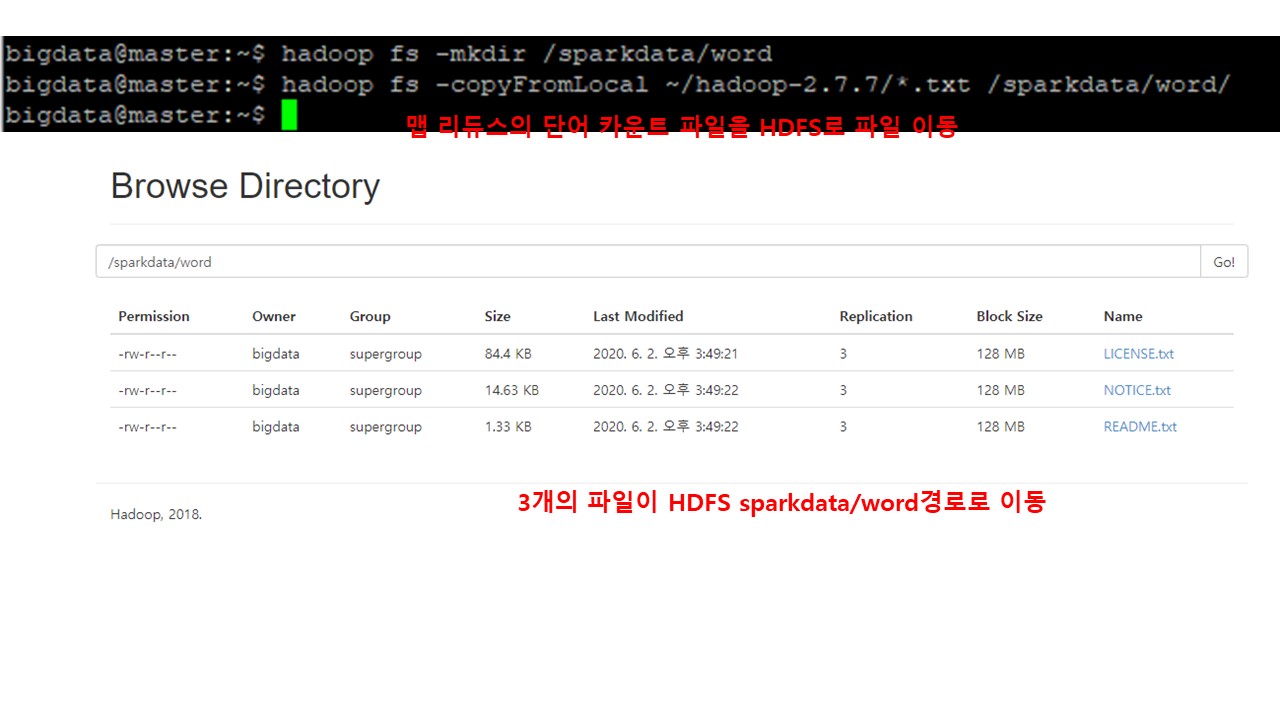 bigdata@master:~$ hadoop fs -mkdir /sparkdata/word
bigdata@master:~$ hadoop fs -copyFromLocal ~/hadoop-2.7.7/*.txt /sparkdata/word/
bigdata@master:~$
맵 리듀스의 단어 카운트 파일을 HDFS로 파일 이동
Browse Directory
/sparkdata/word Go!
Permission Owner Group Size Last Modified Replication Block Size Name
-rw-r--r-- bigdata supergroup 84.4 KB 2020. 6. 2. 오후 3:49:21 3 128 MB LICENSE.txt
-rw-r--r-- bigdata supergroup 14.63 KB 2020. 6. 2. 오후 3:49:22 3 128 MB NOTICE.txt
-rw-r--r-- bigdata supergroup 1.33 KB 2020. 6. 2. 오후 3:49:22 3 128 MB README.txt
3개의 파일이 HDFS sparkdata/word경로로 이동
Hadoop, 2018.